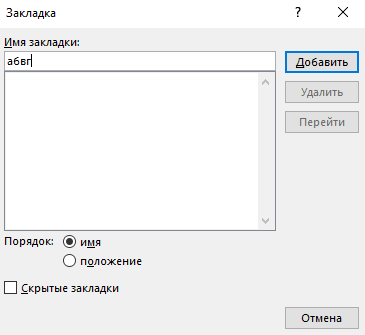 Закладка
?
Имя закладки:
абвг
Добавить
Удалить
Перейти
Порядок:
имя
положение
Скрытые закладки
Отмена